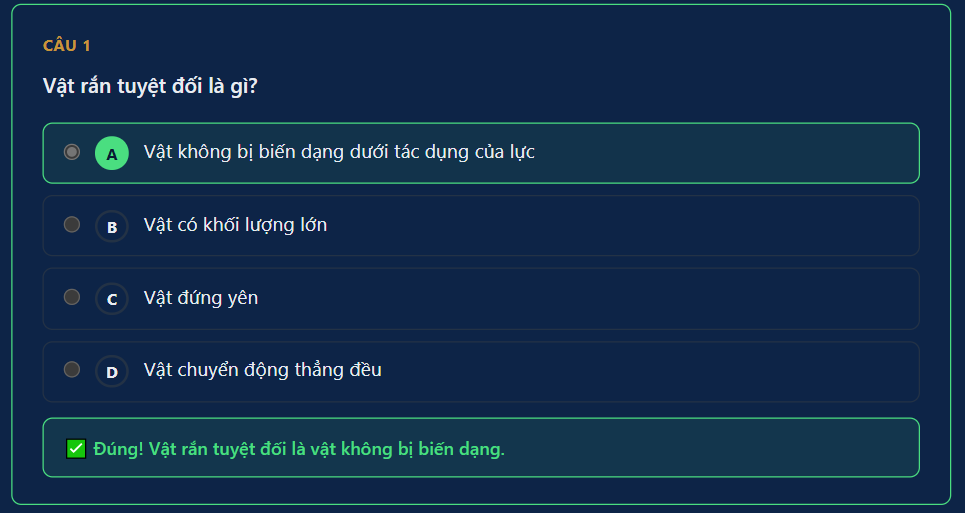 CÂU 1
Vật rắn tuyệt đối là gì?
A Vật không bị biến dạng dưới tác dụng của lực
B Vật có khối lượng lớn
C Vật đứng yên
D Vật chuyển động thẳng đều
✅ Đúng! Vật rắn tuyệt đối là vật không bị biến dạng.